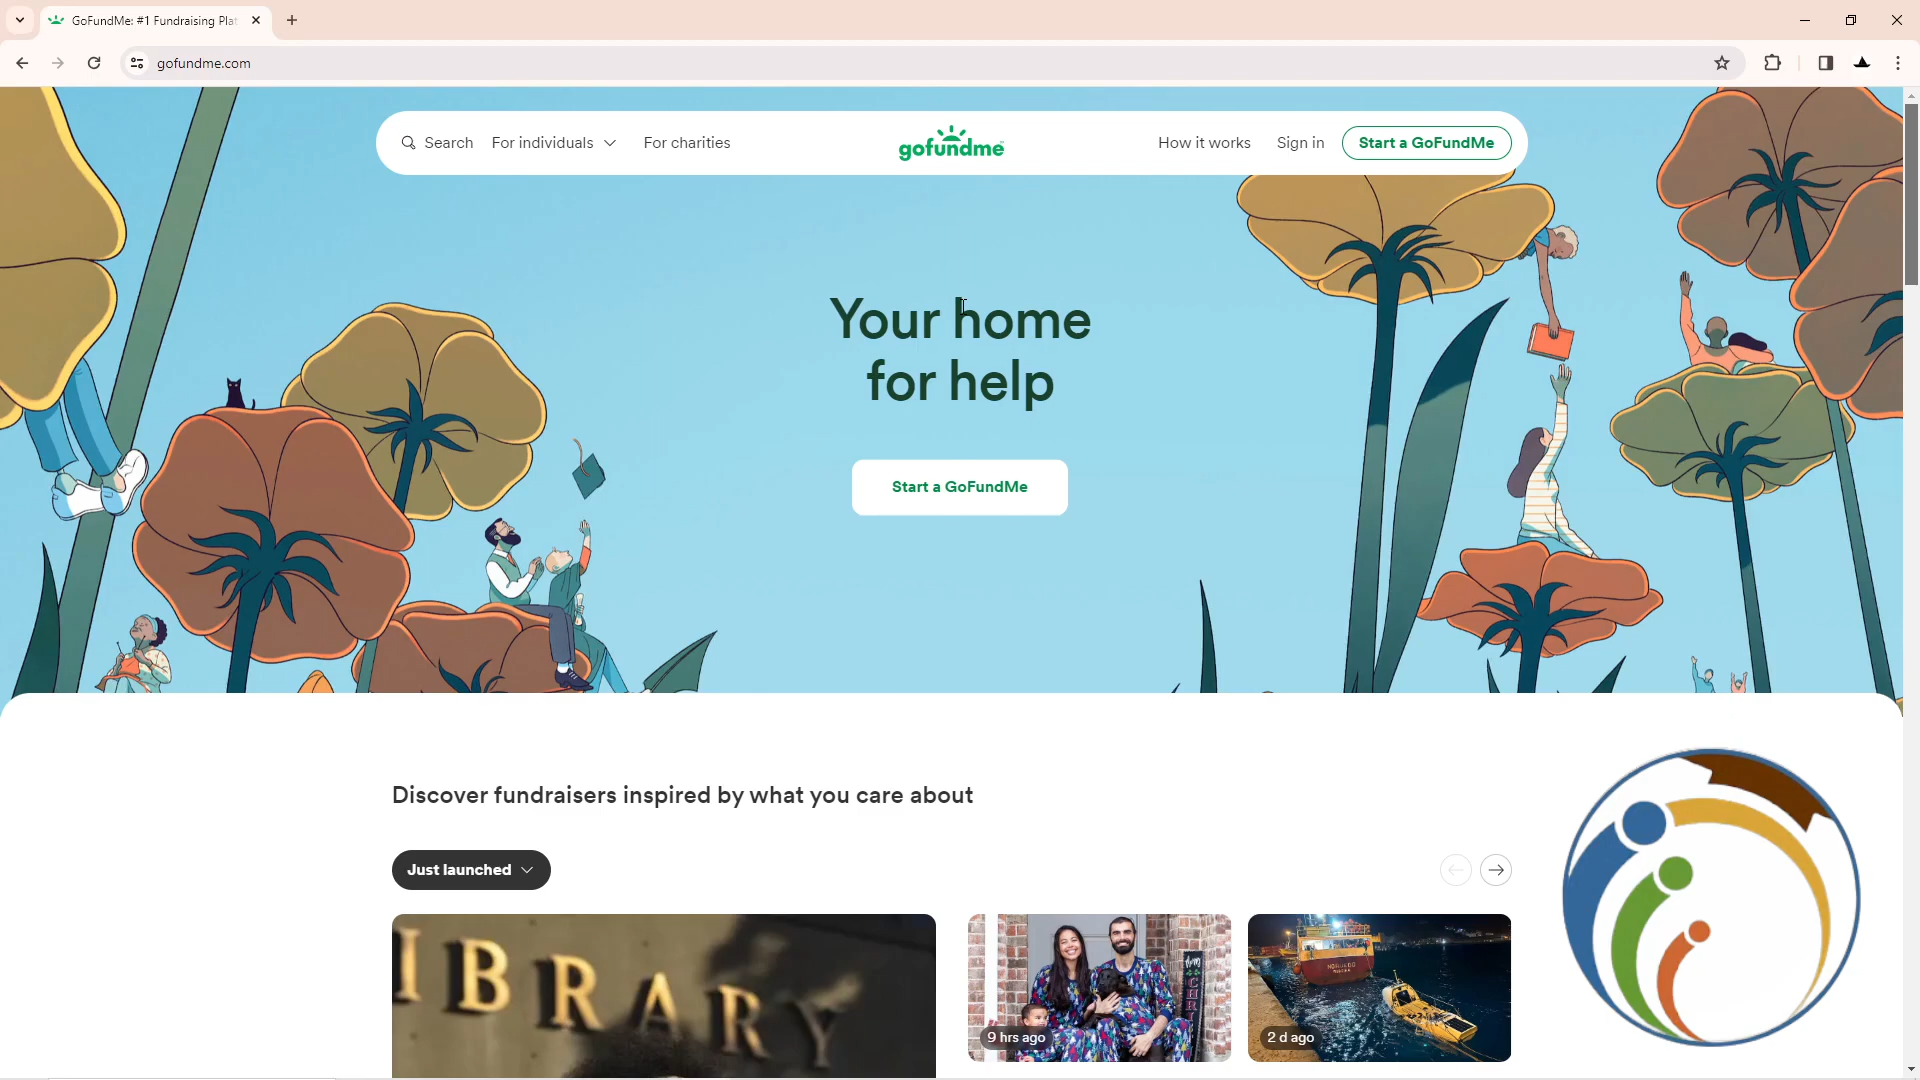 GoFundMe: #1 Fundraising Pla
gofundme.com
Search
For individuals
For charities
gofundme
How it works
Sign in
Start a GoFundMe
Your home
for help
Start a GoFundMe
Discover fundraisers inspired by what you care about
Just launched
IBRARY
9 hrs ago
2 d ago